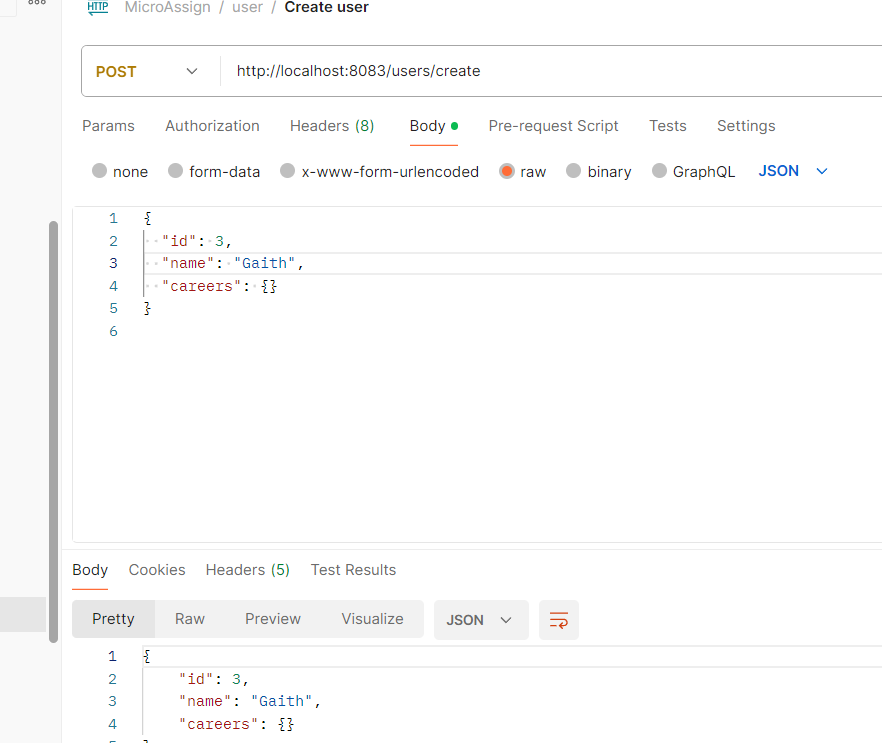 HTTP MicroAssign / user / Create user
POST http://localhost:8083/users/create
Params Authorization Headers (8) Body Pre-request Script Tests Settings
none form-data x-www-form-urlencoded raw binary GraphQL JSON
1 {
2 "id": 3,
3 "name": "Gaith",
4 "careers": {}
5 }
6
Body Cookies Headers (5) Test Results
Pretty Raw Preview Visualize JSON
1 {
2 "id": 3,
3 "name": "Gaith",
4 "careers": {}